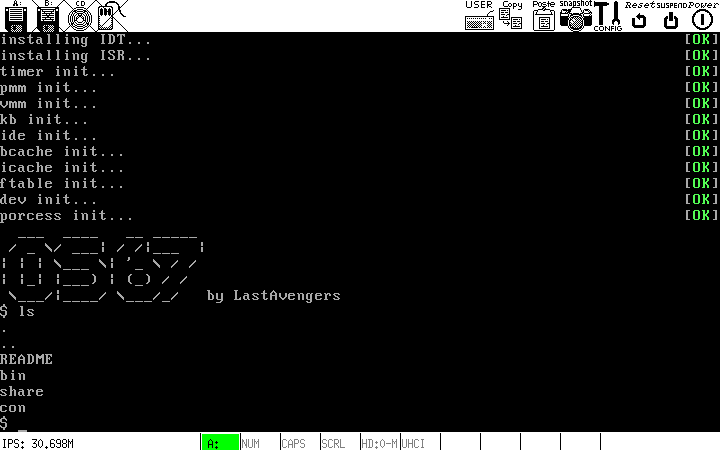 A: B: CD USER Copy Paste snapshot CONFIG Reset SUSPEND Power
installing IDT... [OK]
installing ISR... [OK]
timer init... [OK]
pmm init... [OK]
vmm init... [OK]
kb init... [OK]
ide init... [OK]
bcache init... [OK]
icache init... [OK]
ftable init... [OK]
dev init... [OK]
porcess init... [OK]
OS67
by LastAvengers
$ ls
.
..
README
bin
share
con
$ _
IPS: 30.698M A: NUM CAPS SCRL HD:0-M UHCI